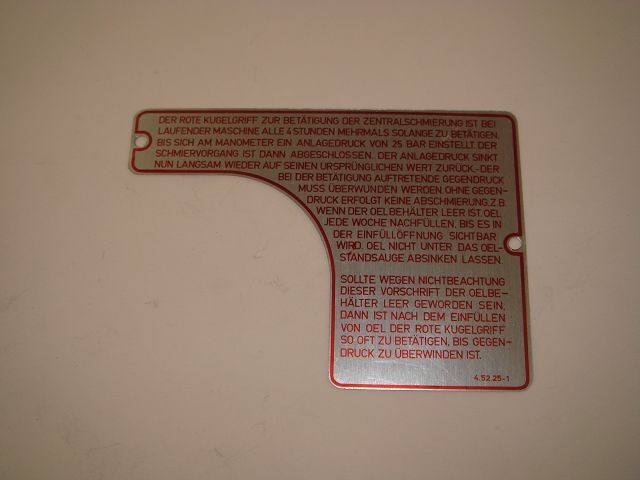 DER ROTE KUGELGRIFF ZUR BETÄTIGUNG DER ZENTRALSCHMIERUNG IST BEI
LAUFENDER MASCHINE ALLE 4 STUNDEN MEHRMALS SOLANGE ZU BETÄTIGEN,
BIS SICH AM MANOMETER EIN ANLAGEDRUCK VON 25 BAR EINSTELLT. DER
SCHMIERVORGANG IST DANN ABGESCHLOSSEN. DER ANLAGEDRUCK SINKT
NUN LANGSAM WIEDER AUF SEINEN URSPRÜNGLICHEN WERT ZURÜCK.-DER
BEI DER BETÄTIGUNG AUFTRETENDE GEGENDRUCK
MUSS ÜBERWUNDEN WERDEN. OHNE GEGEN-
DRUCK ERFOLGT KEINE ABSCHMIERUNG, Z.B.
WENN DER OELBEHÄLTER LEER IST. OEL
JEDE WOCHE NACHFÜLLEN, BIS ES IN
DER EINFÜLLÖFFNUNG SICHTBAR
WIRD. OEL NICHT UNTER DAS OEL-
STANDSAUGE ABSINKEN LASSEN.
SOLLTE WEGEN NICHTBEACHTUNG
DIESER VORSCHRIFT DER OELBE-
HÄLTER LEER GEWORDEN SEIN,
DANN IST NACH DEM EINFÜLLEN
VON OEL DER ROTE KUGELGRIFF
SO OFT ZU BETÄTIGEN, BIS GEGEN-
DRUCK ZU ÜBERWINDEN IST.
4.52.25-1